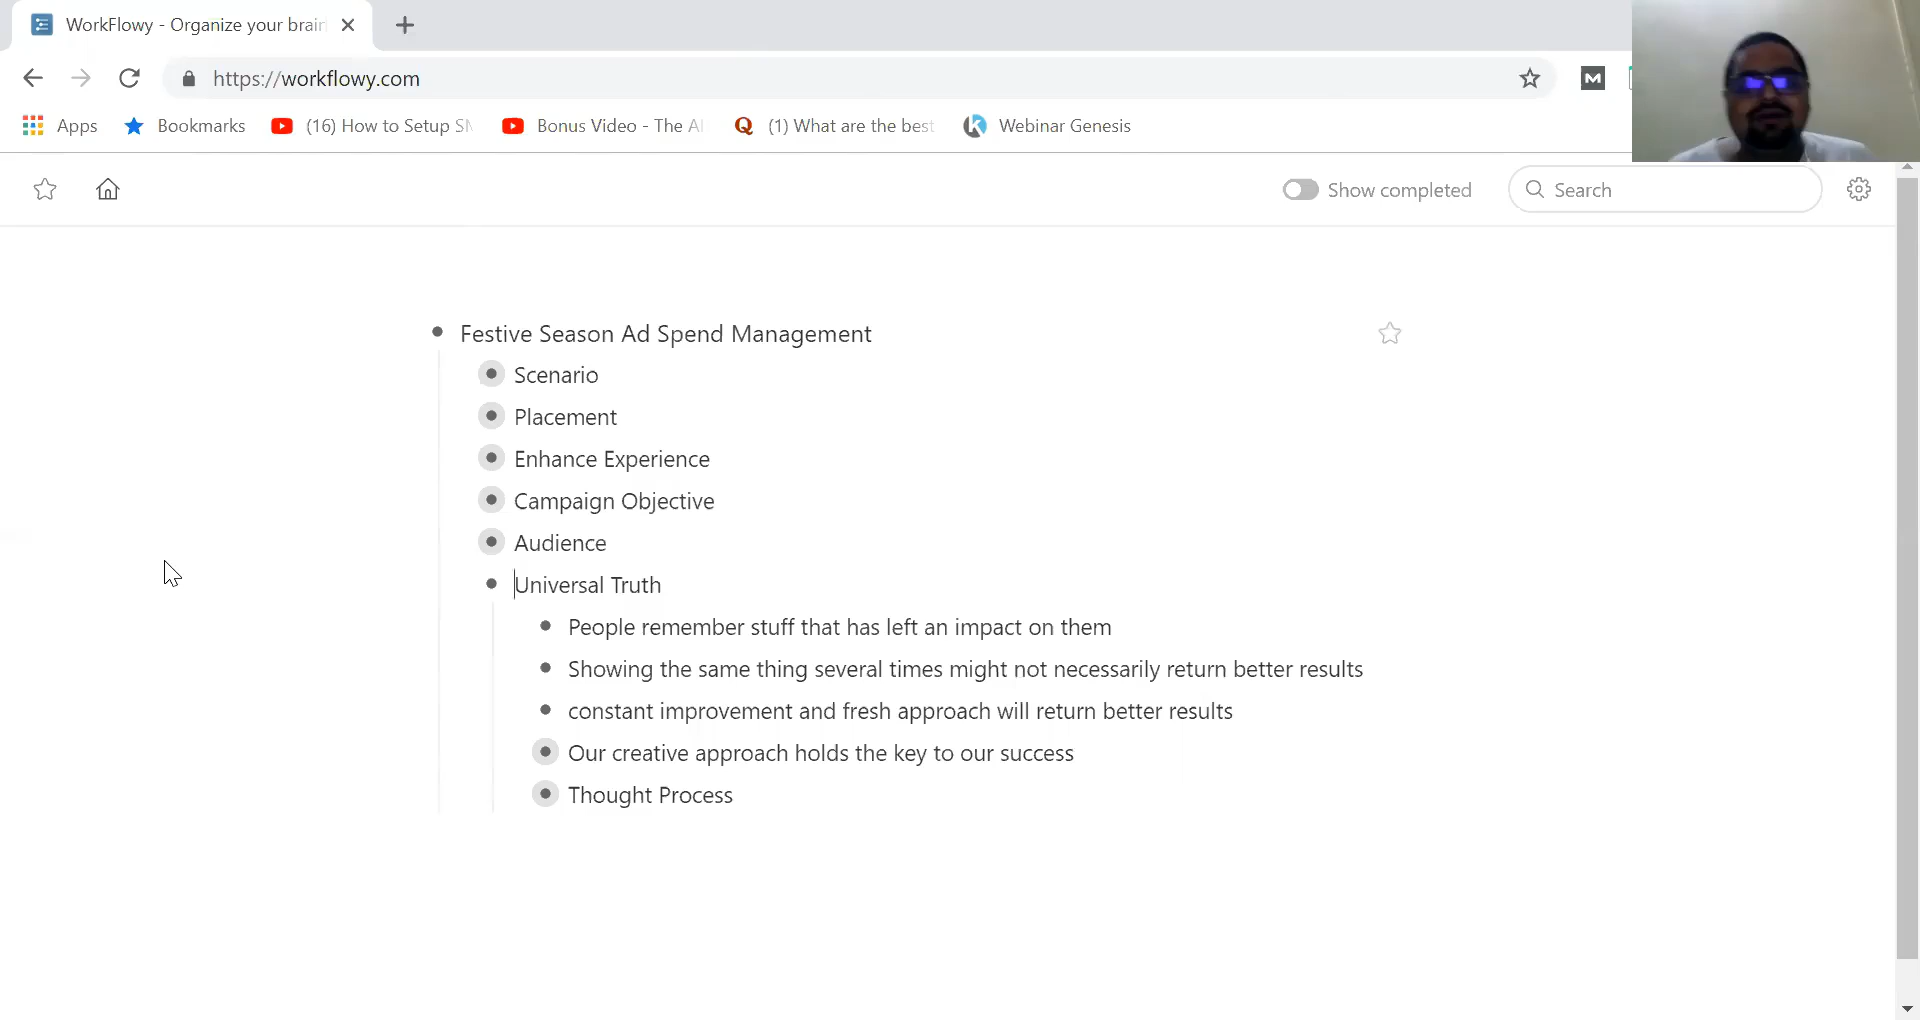 WorkFlowy - Organize your brain
https://workflowy.com
M
Apps
Bookmarks
(16) How to Setup SM
Bonus Video - The A
(1) What are the best
Webinar Genesis
Show completed
Search
Festive Season Ad Spend Management
Scenario
Placement
Enhance Experience
Campaign Objective
Audience
Universal Truth
People remember stuff that has left an impact on them
Showing the same thing several times might not necessarily return better results
constant improvement and fresh approach will return better results
Our creative approach holds the key to our success
Thought Process